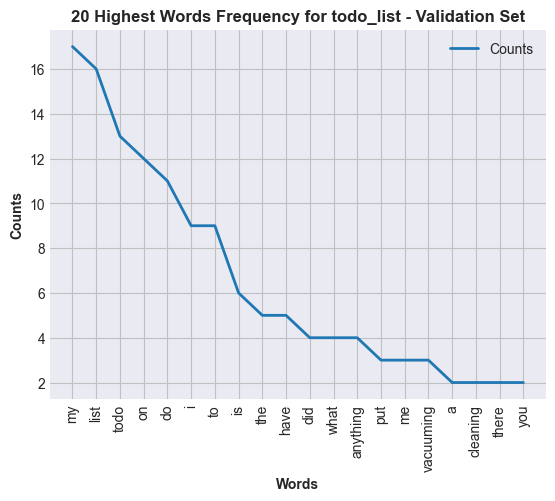 20 Highest Words Frequency for todo_list - Validation Set
Counts
Counts
16
14
12
10
8
6
4
2
my
list
todo
on
do
i
to
is
the
have
did
what
anything
put
me
vacuuming
a
cleaning
there
you
Words